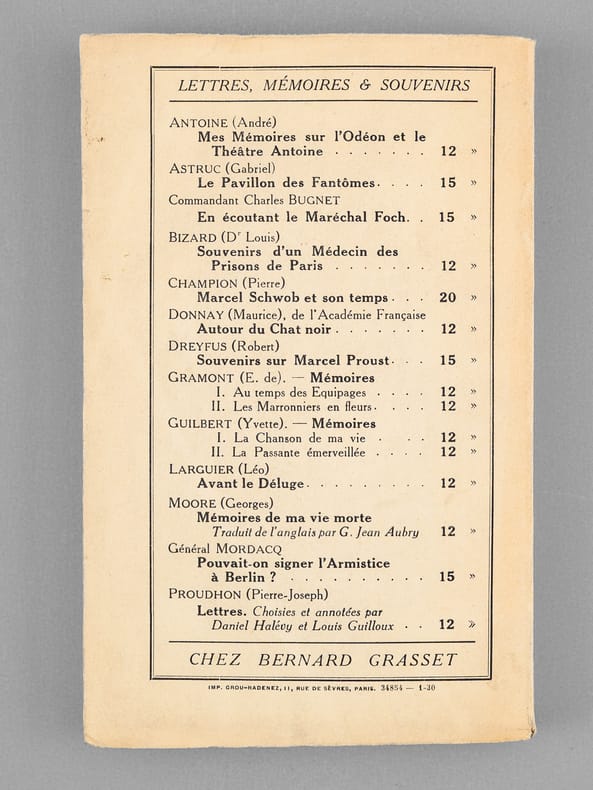 LETTRES, MÉMOIRES & SOUVENIRS
ANTOINE (André)
Mes Mémoires sur l'Odéon et le
Théâtre Antoine . . . . . . . 12 »
ASTRUC (Gabriel)
Le Pavillon des Fantômes. . . . 15 »
Commandant Charles BUGNET
En écoutant le Maréchal Foch. . 15 »
BIZARD (Dr Louis)
Souvenirs d'un Médecin des
Prisons de Paris . . . . . . . 12 »
CHAMPION (Pierre)
Marcel Schwob et son temps. . . 20 »
DONNAY (Maurice), de l'Académie Française
Autour du Chat noir . . . . . . . 12 »
DREYFUS (Robert)
Souvenirs sur Marcel Proust. . . 15 »
GRAMONT (E. de). — Mémoires
I. Au temps des Equipages . . . . 12 »
II. Les Marronniers en fleurs. . . . 12 »
GUILBERT (Yvette). — Mémoires
I. La Chanson de ma vie . . . 12 »
II. La Passante émerveillée . . . . 12 »
LARGUIER (Léo)
Avant le Déluge. . . . . . . . . 12 »
MOORE (Georges)
Mémoires de ma vie morte
Traduit de l'anglais par G. Jean Aubry 12 »
Général MORDACQ
Pouvait-on signer l'Armistice
à Berlin ? . . . . . . . . . . 15 »
PROUDHON (Pierre-Joseph)
Lettres. Choisies et annotées par
Daniel Halévy et Louis Guilloux . . 12 »
CHEZ BERNARD GRASSET
IMP. GROU-RADENEZ, 11, RUE DE SÈVRES, PARIS. 34854 — 1-30